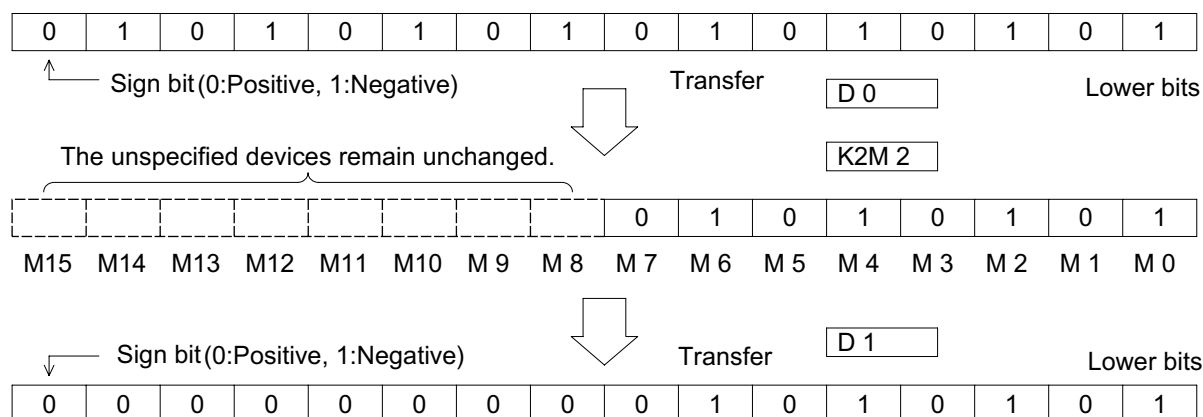 0 1 0 1 0 1 0 1 0 1 0 1 0 1 0 1
Sign bit (0:Positive, 1:Negative) Transfer D 0 Lower bits
The unspecified devices remain unchanged. K2M 2
0 1 0 1 0 1 0 1
M15 M14 M13 M12 M11 M10 M 9 M 8 M 7 M 6 M 5 M 4 M 3 M 2 M 1 M 0
Sign bit (0:Positive, 1:Negative) Transfer D 1 Lower bits
0 0 0 0 0 0 0 0 0 1 0 1 0 1 0 1